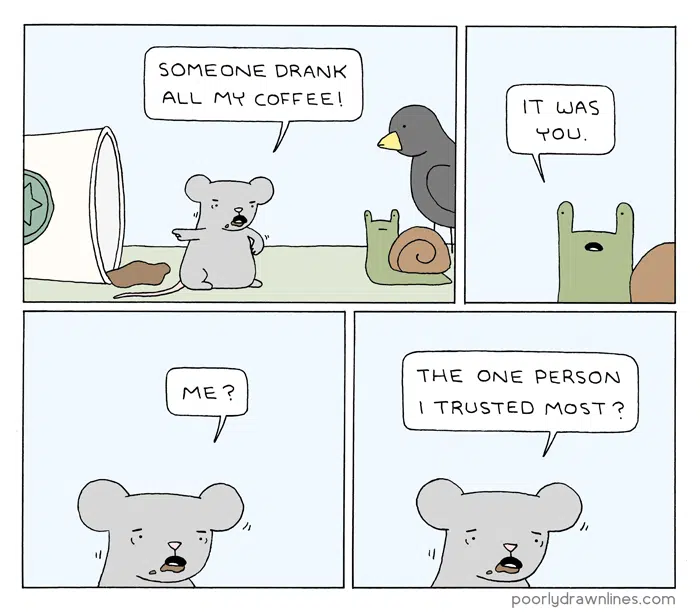 SOMEONE DRANK
ALL MY COFFEE!
IT WAS
YOU.
ME?
THE ONE PERSON
I TRUSTED MOST?
poorlydrawnlines.com